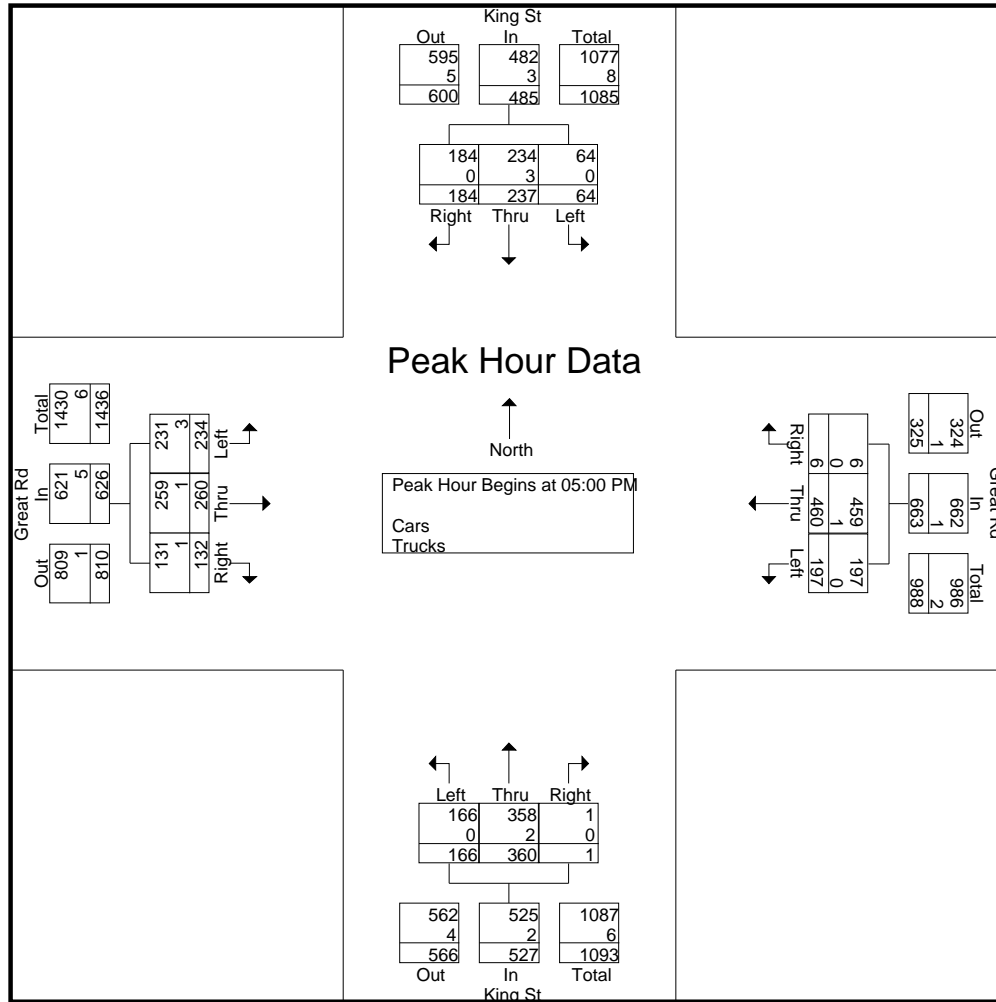 King St
Out In Total
595 482 1077
5 3 8
600 485 1085
184 234 64
0 3 0
184 237 64
Right Thru Left
Peak Hour Data
North
Peak Hour Begins at 05:00 PM
Cars
Trucks
Great Rd
Out In Total
809 621 1430
1 5 6
810 626 1436
Right Thru Left
131 259 231
1 1 3
132 260 234
Great Rd
Out In Total
324 662 986
1 1 2
325 663 988
Right Thru Left
6 459 197
0 1 0
6 460 197
Left Thru Right
166 358 1
0 2 0
166 360 1
562 525 1087
4 2 6
566 527 1093
Out In Total
King St